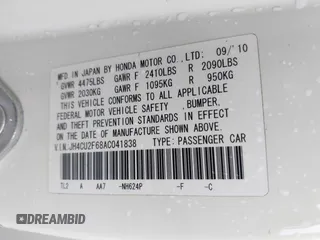 MFD. IN JAPAN BY HONDA MOTOR CO.,LTD: 09/'10
GVWR 4475LBS GAWR F 2410LBS R 2090LBS
GVWR 2030KG GAWR F 1095KG R 950KG
THIS VEHICLE CONFORMS TO ALL APPLICABLE
FEDERAL MOTOR VEHICLE SAFETY , BUMPER,
AND THEFT PREVENTION STANDARDS IN EFFECT
ON THE DATE OF MANUFACTURE SHOWN ABOVE.
V.I.N.JH4CU2F68AC041838 TYPE: PASSENGER CAR
TL2 A AA7 -NH624P -F -C
DREAMBID